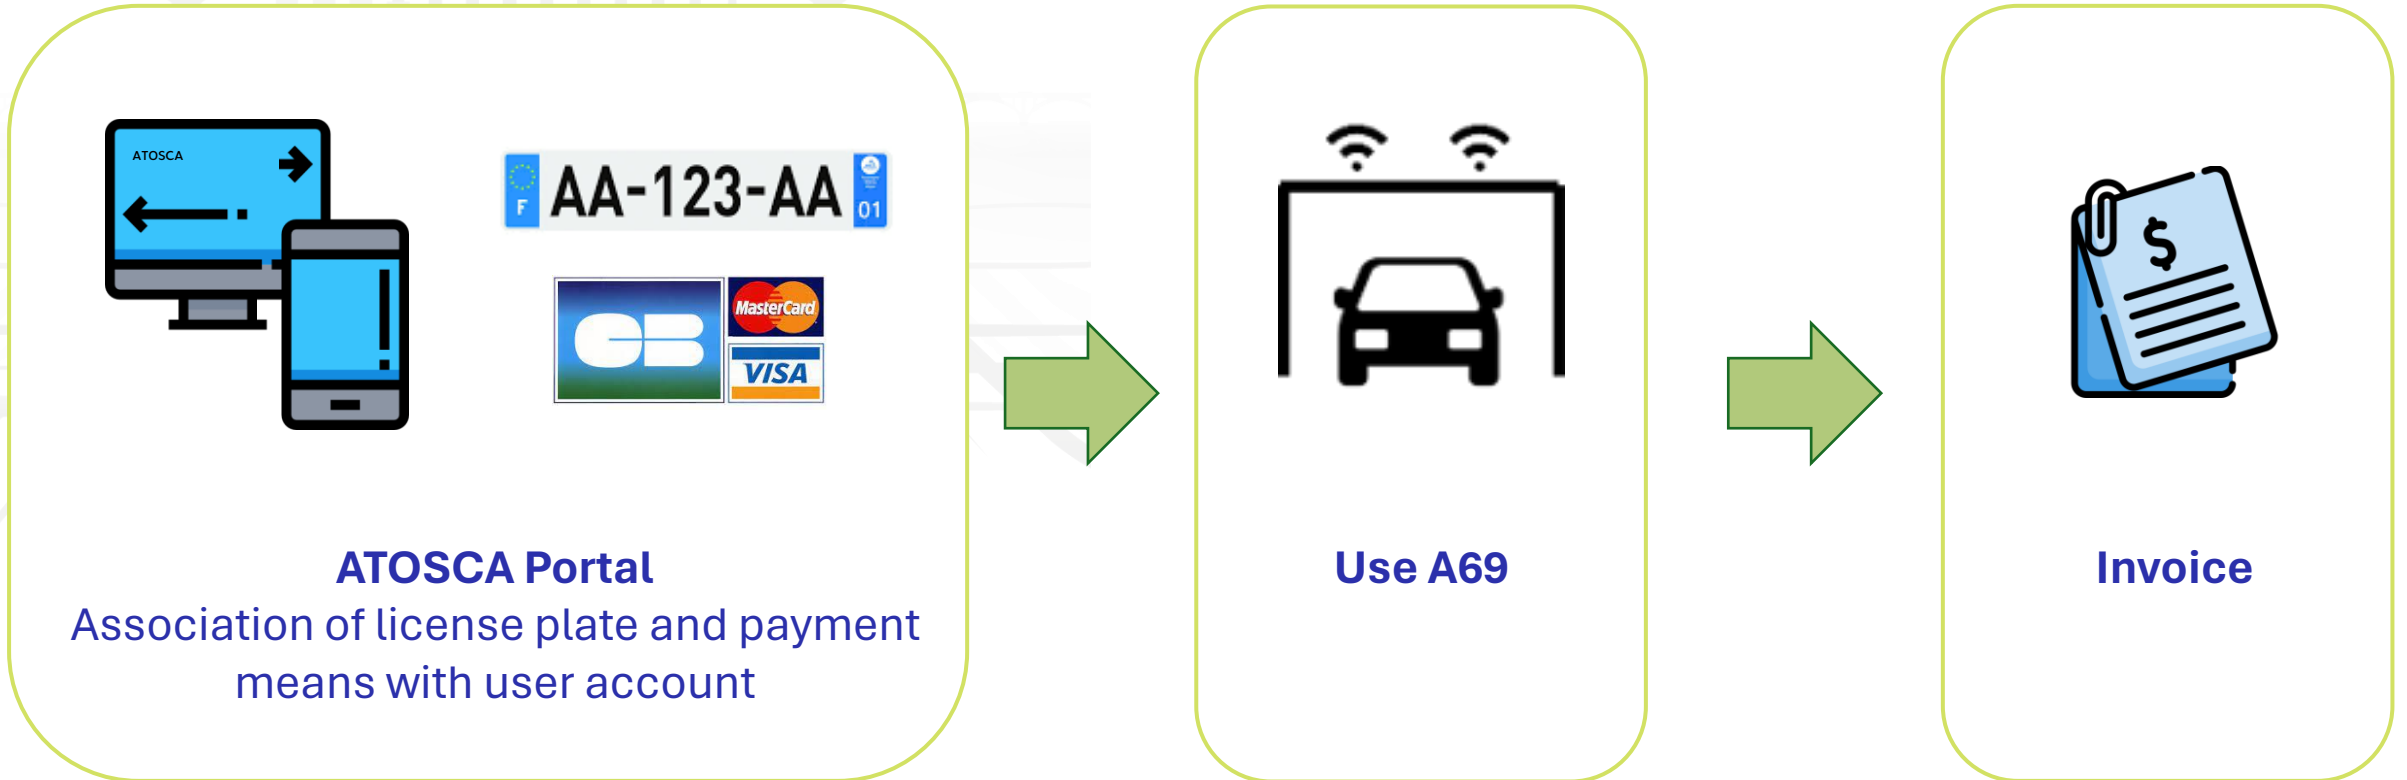 ATOSCA
F
AA-123-AA
01
CB
MasterCard
VISA
$
ATOSCA Portal
Association of license plate and payment
means with user account
Use A69
Invoice